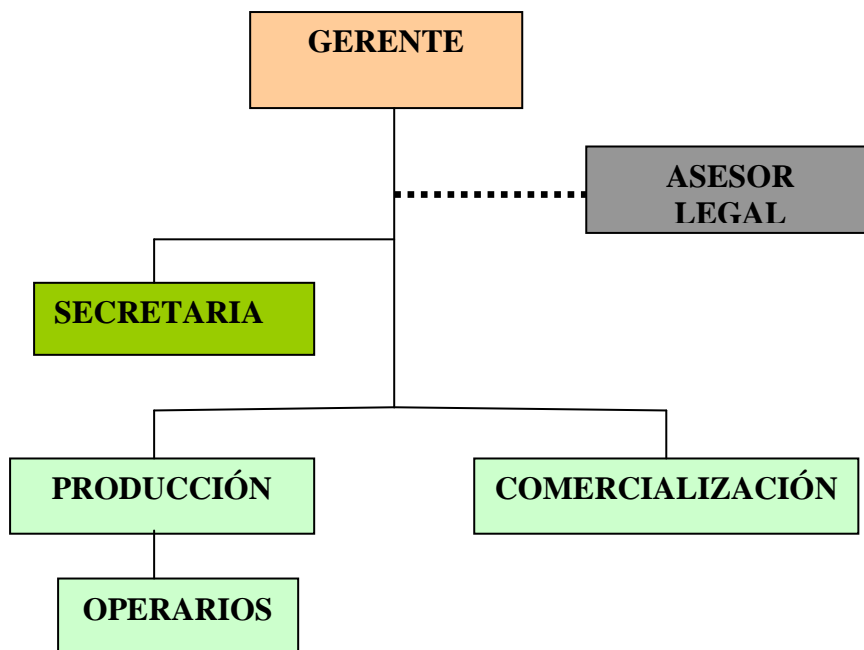 GERENTE
ASESOR
LEGAL
SECRETARIA
PRODUCCIÓN
COMERCIALIZACIÓN
OPERARIOS